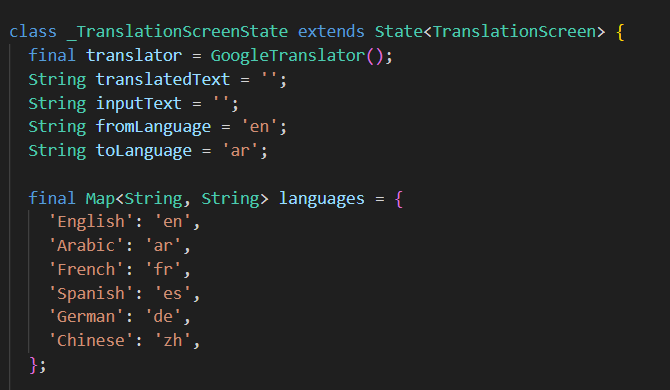 class _TranslationScreenState extends State<TranslationScreen> {
  final translator = GoogleTranslator();
  String translatedText = '';
  String inputText = '';
  String fromLanguage = 'en';
  String toLanguage = 'ar';

  final Map<String, String> languages = {
    'English': 'en',
    'Arabic': 'ar',
    'French': 'fr',
    'Spanish': 'es',
    'German': 'de',
    'Chinese': 'zh',
  };